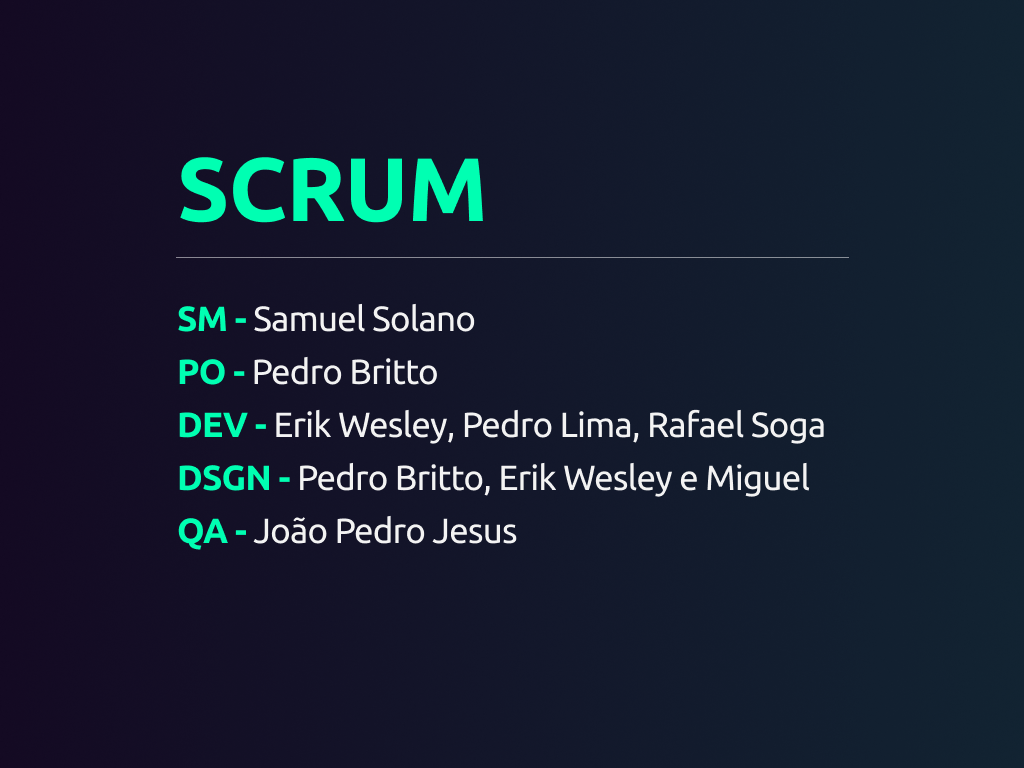 SCRUM
SM - Samuel Solano
PO - Pedro Britto
DEV - Erik Wesley, Pedro Lima, Rafael Soga
DSGN - Pedro Britto, Erik Wesley e Miguel
QA - João Pedro Jesus